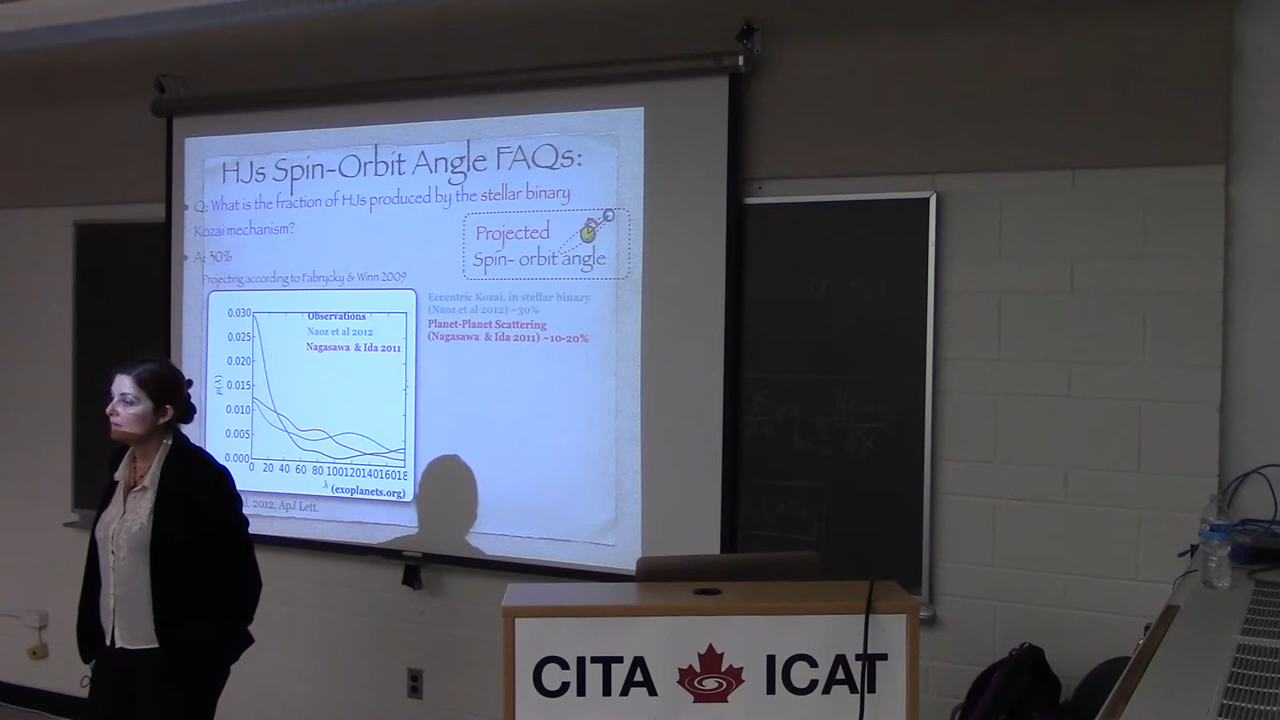 HJs Spin-Orbit Angle FAQs:
Q: What is the fraction of HJs produced by the stellar binary
Kozai mechanism?
A: 30%
Projected
Spin- orbit angle
Projecting according to Fabrycky & Winn 2009
Eccentric Kozai, in stellar binary
(Naoz et al 2012) ~30%
Planet-Planet Scattering
(Nagasawa & Ida 2011) ~10-20%
Observations
Naoz et al 2012
Nagasawa & Ida 2011
0.030
0.025
0.020
0.015
0.010
0.005
0.000
p(λ)
0 20 40 60 80 10012014016018
λ (exoplanets.org)
2012, ApJ Lett.
CITA ICAT